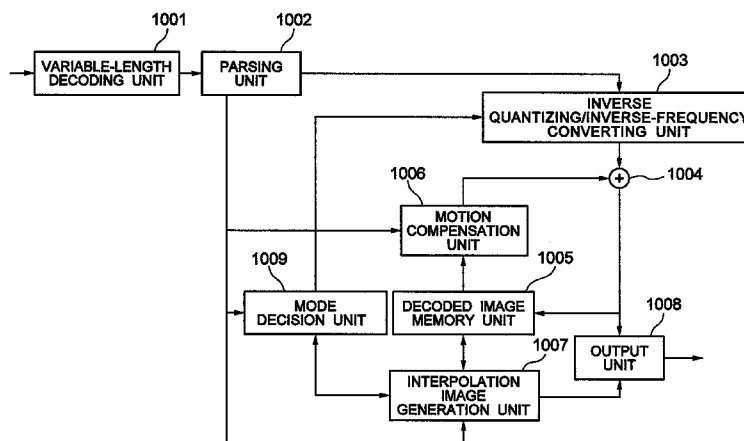 1001
VARIABLE-LENGTH
DECODING UNIT
1002
PARSING
UNIT
1003
INVERSE
QUANTIZING/INVERSE-FREQUENCY
CONVERTING UNIT
1004
+
1006
MOTION
COMPENSATION
UNIT
1009
MODE
DECISION UNIT
1005
DECODED IMAGE
MEMORY UNIT
1008
OUTPUT
UNIT
1007
INTERPOLATION
IMAGE
GENERATION UNIT